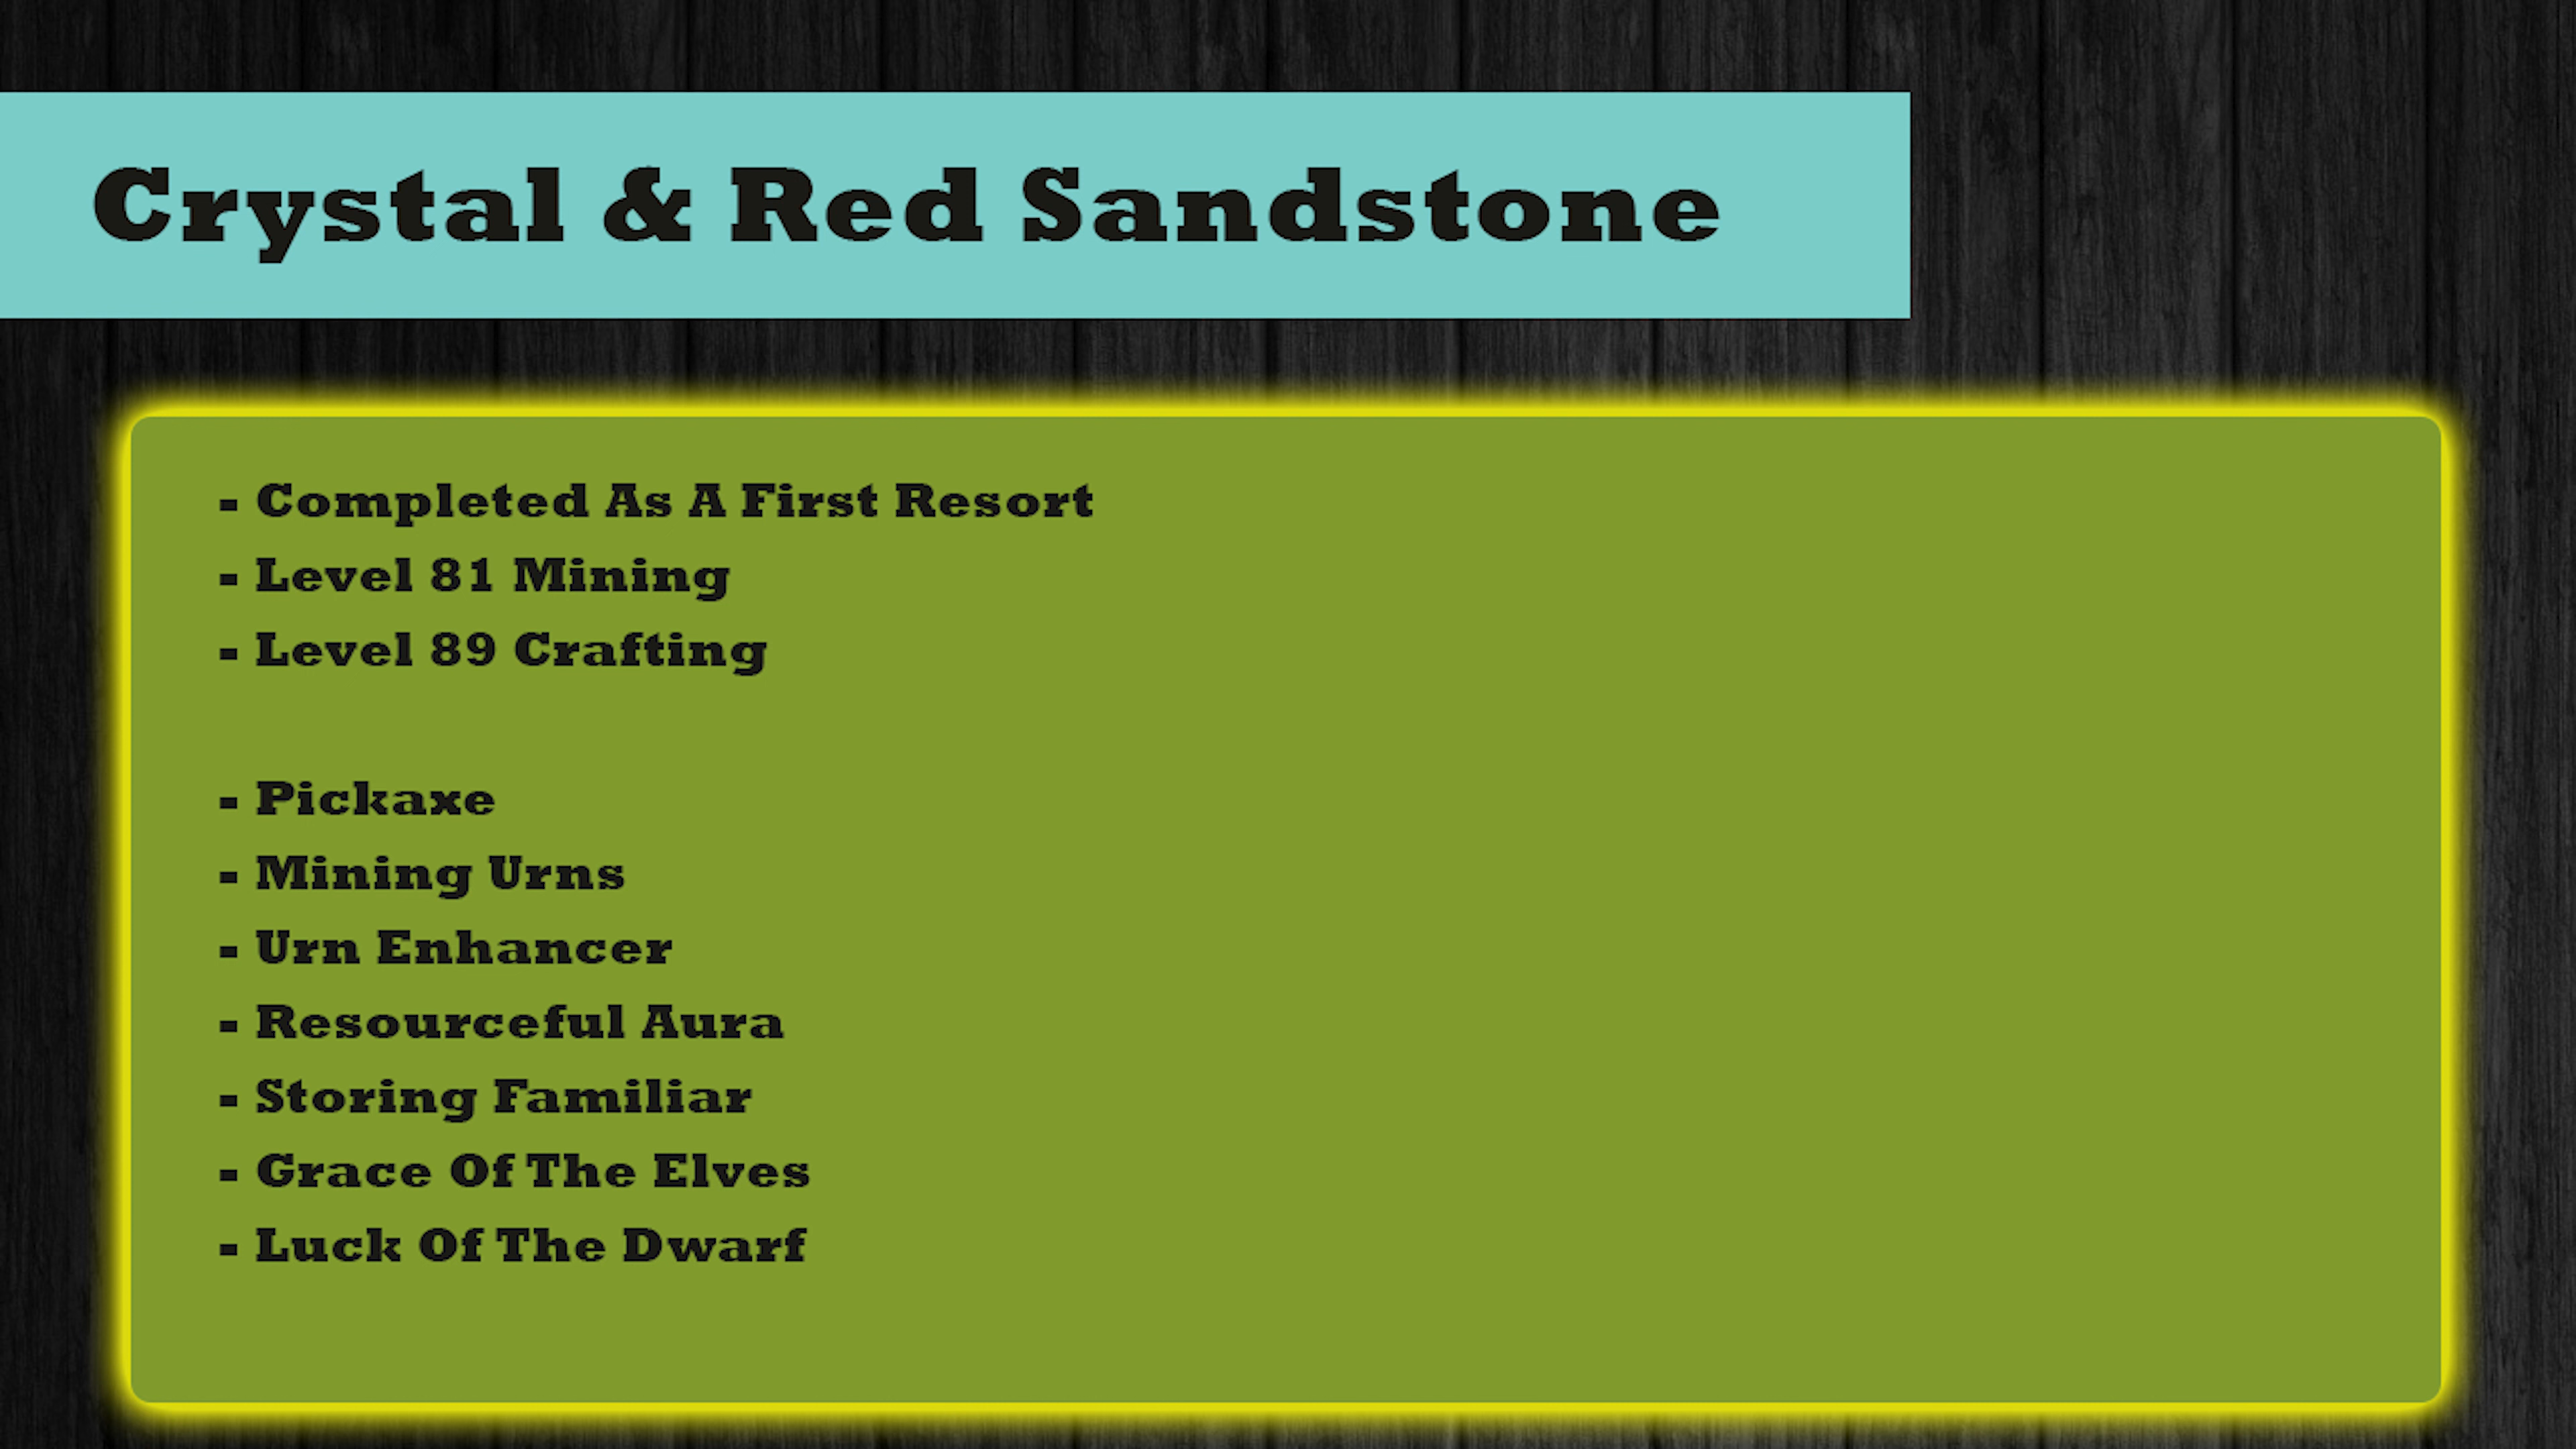 Crystal & Red Sandstone
- Completed As A First Resort
- Level 81 Mining
- Level 89 Crafting
- Pickaxe
- Mining Urns
- Urn Enhancer
- Resourceful Aura
- Storing Familiar
- Grace Of The Elves
- Luck Of The Dwarf